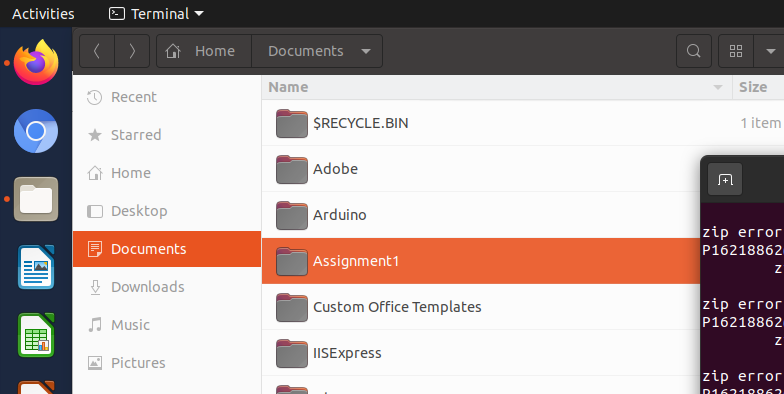 Activities
Terminal
Home
Documents
Name
Size
Recent
Starred
Home
Desktop
Documents
Downloads
Music
Pictures
$RECYCLE.BIN
1 item
Adobe
Arduino
Assignment1
Custom Office Templates
IISExpress
zip error
P16218862
z
zip error
P16218862
z
zip error